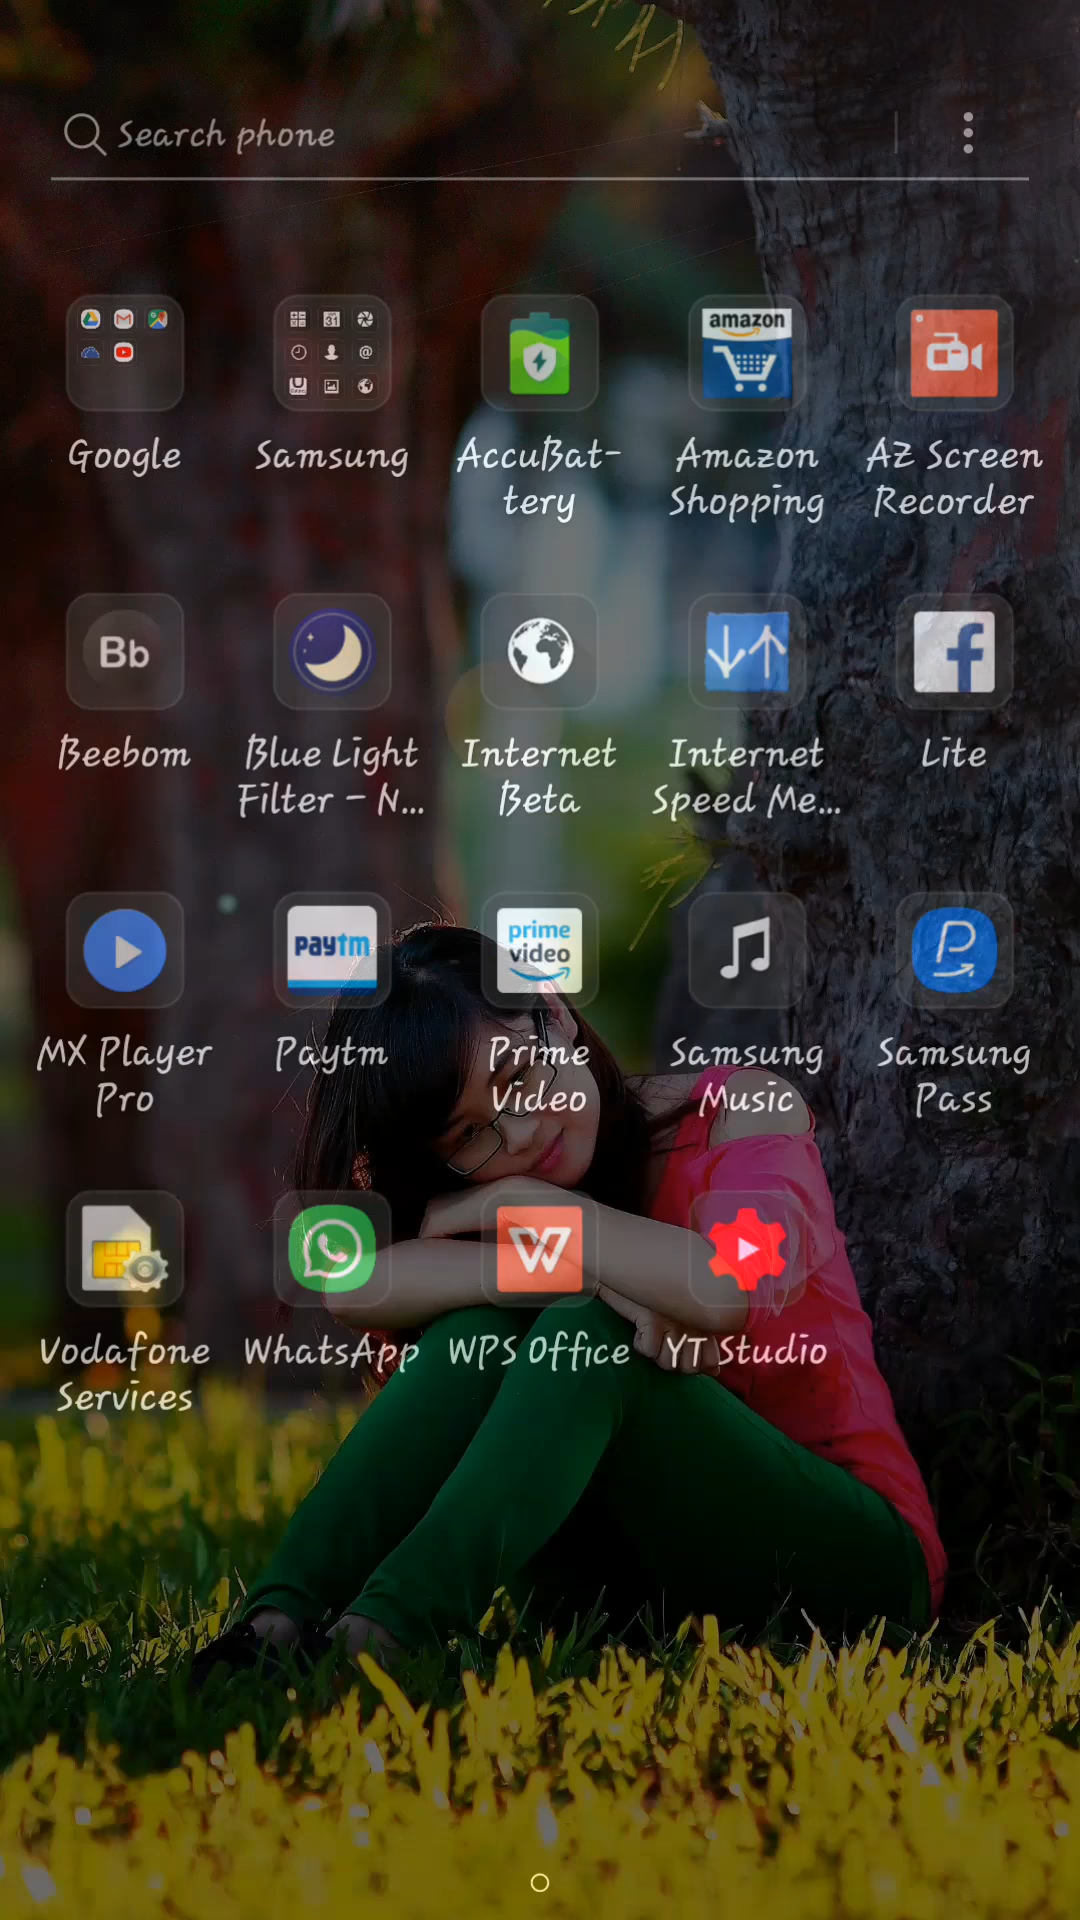 Search phone
31
@
amazon
Google
Samsung
AccuBat-
tery
Amazon
Shopping
AZ Screen
Recorder
Bb
f
Beebom
Blue Light
Filter - N...
Internet
Beta
Internet
Speed Me...
Lite
paytm
prime
video
P
MX Player
Pro
Paytm
Prime
Video
Samsung
Music
Samsung
Pass
W
Vodafone
Services
WhatsApp
WPS Office
YT Studio